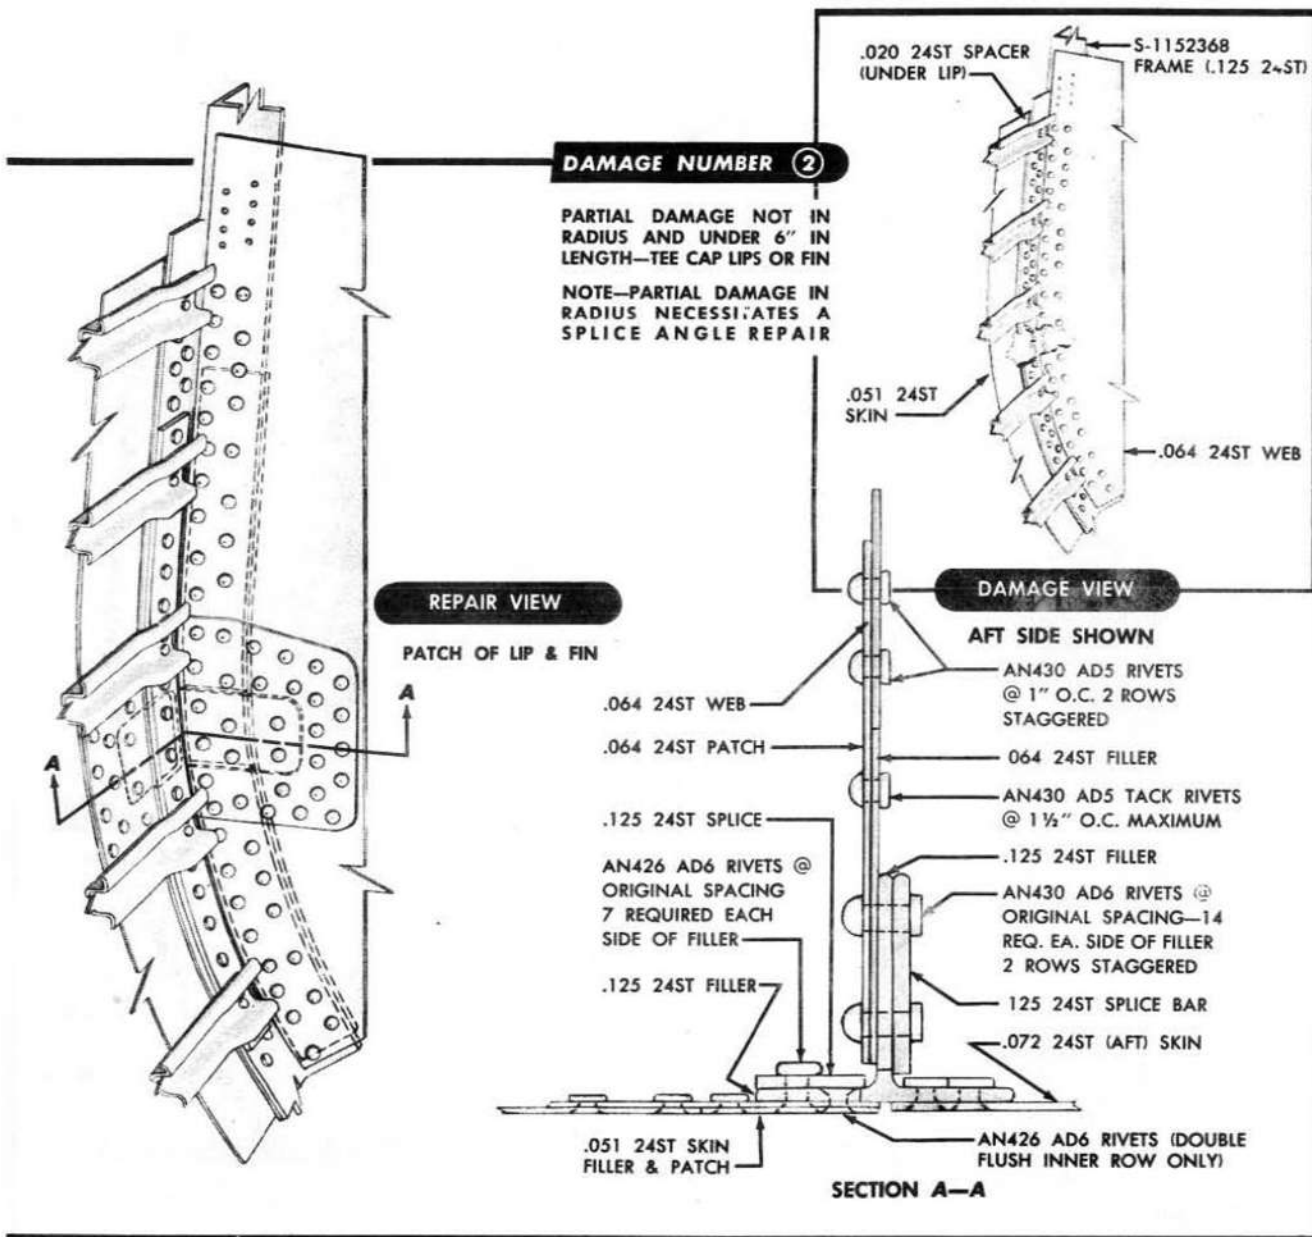 .020 24ST SPACER
(UNDER LIP)
S-1152368
FRAME (.125 24ST)
DAMAGE NUMBER 2
PARTIAL DAMAGE NOT IN
RADIUS AND UNDER 6" IN
LENGTH—TEE CAP LIPS OR FIN
NOTE—PARTIAL DAMAGE IN
RADIUS NECESSITATES A
SPLICE ANGLE REPAIR
.051 24ST
SKIN
.064 24ST WEB
REPAIR VIEW
PATCH OF LIP & FIN
A
A
DAMAGE VIEW
AFT SIDE SHOWN
AN430 AD5 RIVETS
@ 1" O.C. 2 ROWS
STAGGERED
.064 24ST WEB
.064 24ST PATCH
064 24ST FILLER
AN430 AD5 TACK RIVETS
@ 1½" O.C. MAXIMUM
.125 24ST SPLICE
.125 24ST FILLER
AN426 AD6 RIVETS @
ORIGINAL SPACING
7 REQUIRED EACH
SIDE OF FILLER
AN430 AD6 RIVETS @
ORIGINAL SPACING—14
REQ. EA. SIDE OF FILLER
2 ROWS STAGGERED
.125 24ST FILLER
125 24ST SPLICE BAR
.072 24ST (AFT) SKIN
.051 24ST SKIN
FILLER & PATCH
AN426 AD6 RIVETS (DOUBLE
FLUSH INNER ROW ONLY)
SECTION A—A